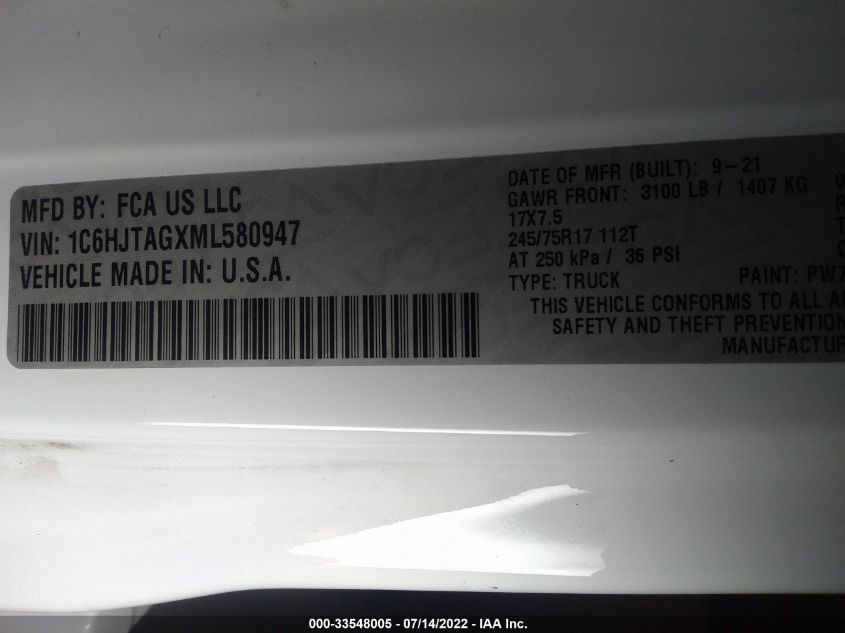 MFD BY: FCA US LLC
VIN: 1C6HJTAGXML580947
VEHICLE MADE IN: U.S.A.
DATE OF MFR (BUILT): 9-21
GAWR FRONT: 3100 LB / 1407 KG
17X7.5
245/75R17 112T
AT 250 kPa / 36 PSI
TYPE: TRUCK PAINT: PW7
THIS VEHICLE CONFORMS TO ALL
SAFETY AND THEFT PREVENTION
MANUFACTUR
000-33548005 - 07/14/2022 - IAA Inc.